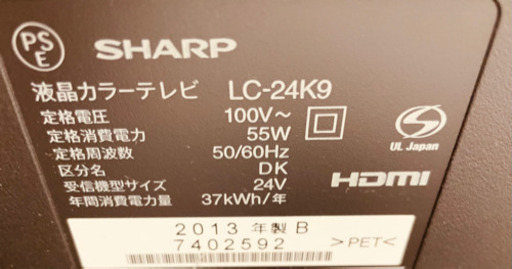 PS
E
SHARP
液晶カラーテレビ LC-24K9
定格電圧 100V～
定格消費電力 55W
定格周波数 50/60Hz
区分名 DK
受信機型サイズ 24V
年間消費電力量 37kWh/年
UL Japan
HDMI
2013 年製 B
7402592
>PET<